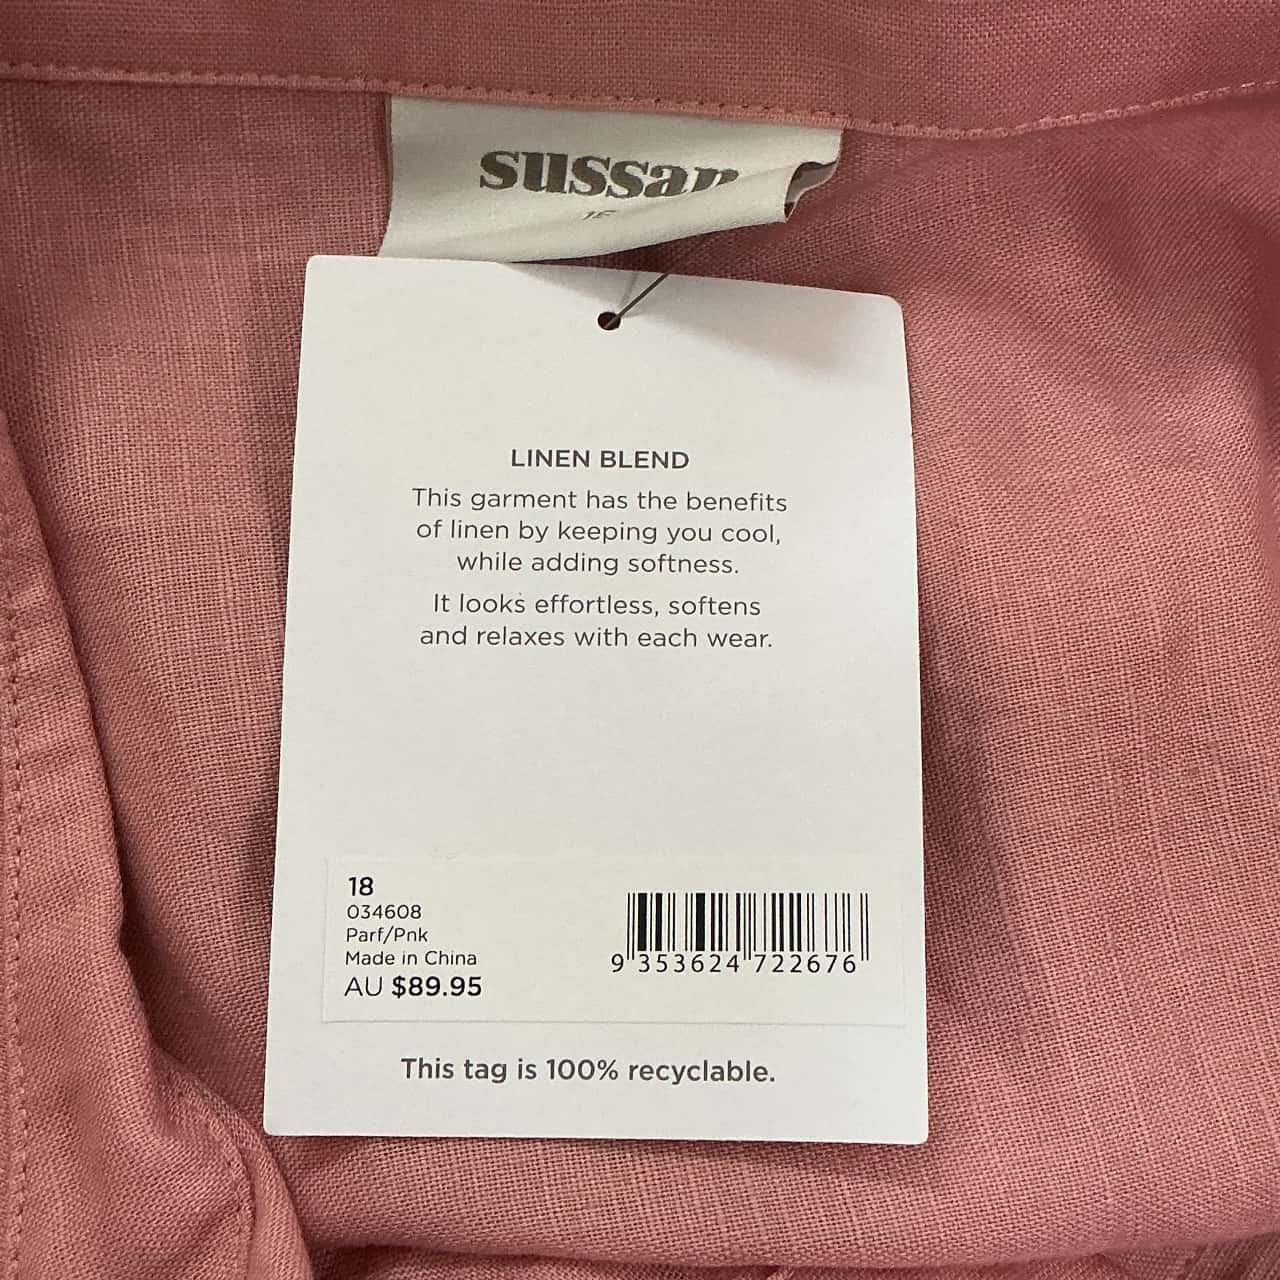 sussan
LINEN BLEND
This garment has the benefits
of linen by keeping you cool,
while adding softness.
It looks effortless, softens
and relaxes with each wear.
18
034608
Parf/Pnk
Made in China
AU $89.95
9 353624 722676
This tag is 100% recyclable.